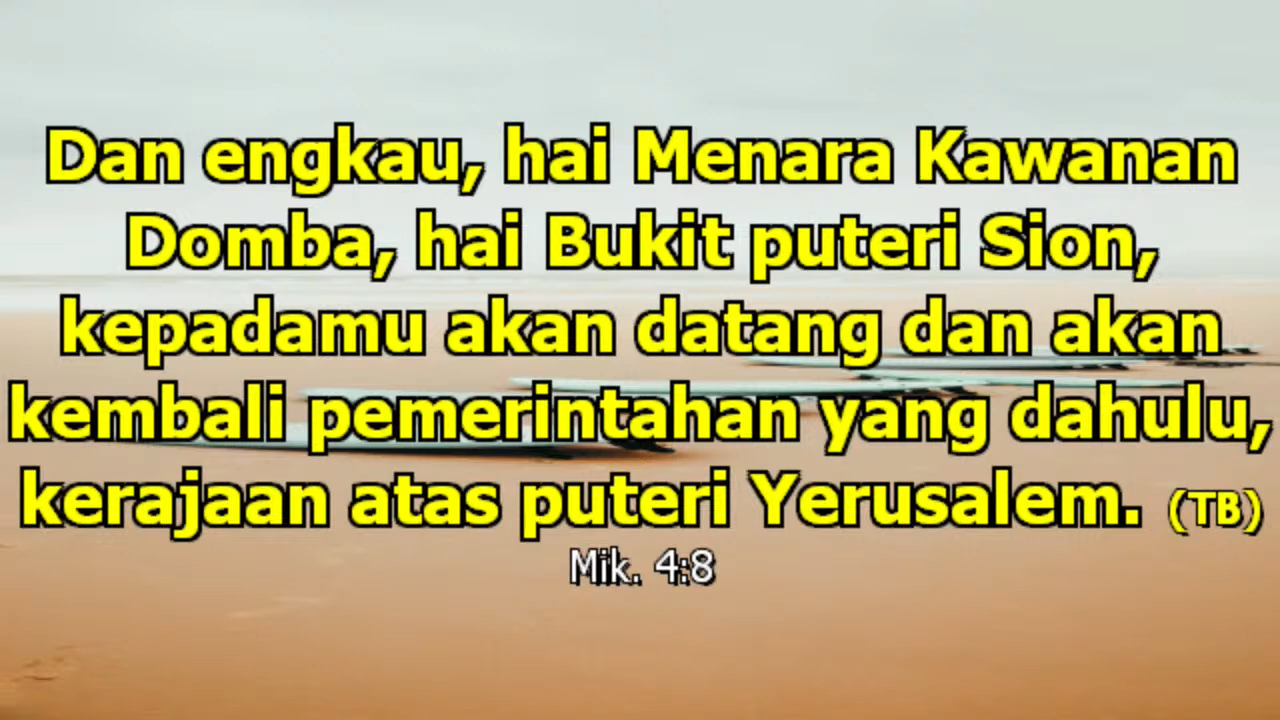 Dan engkau, hai Menara Kawanan
Domba, hai Bukit puteri Sion,
kepadamu akan datang dan akan
kembali pemerintahan yang dahulu,
kerajaan atas puteri Yerusalem. (TB)
Mik. 4:8